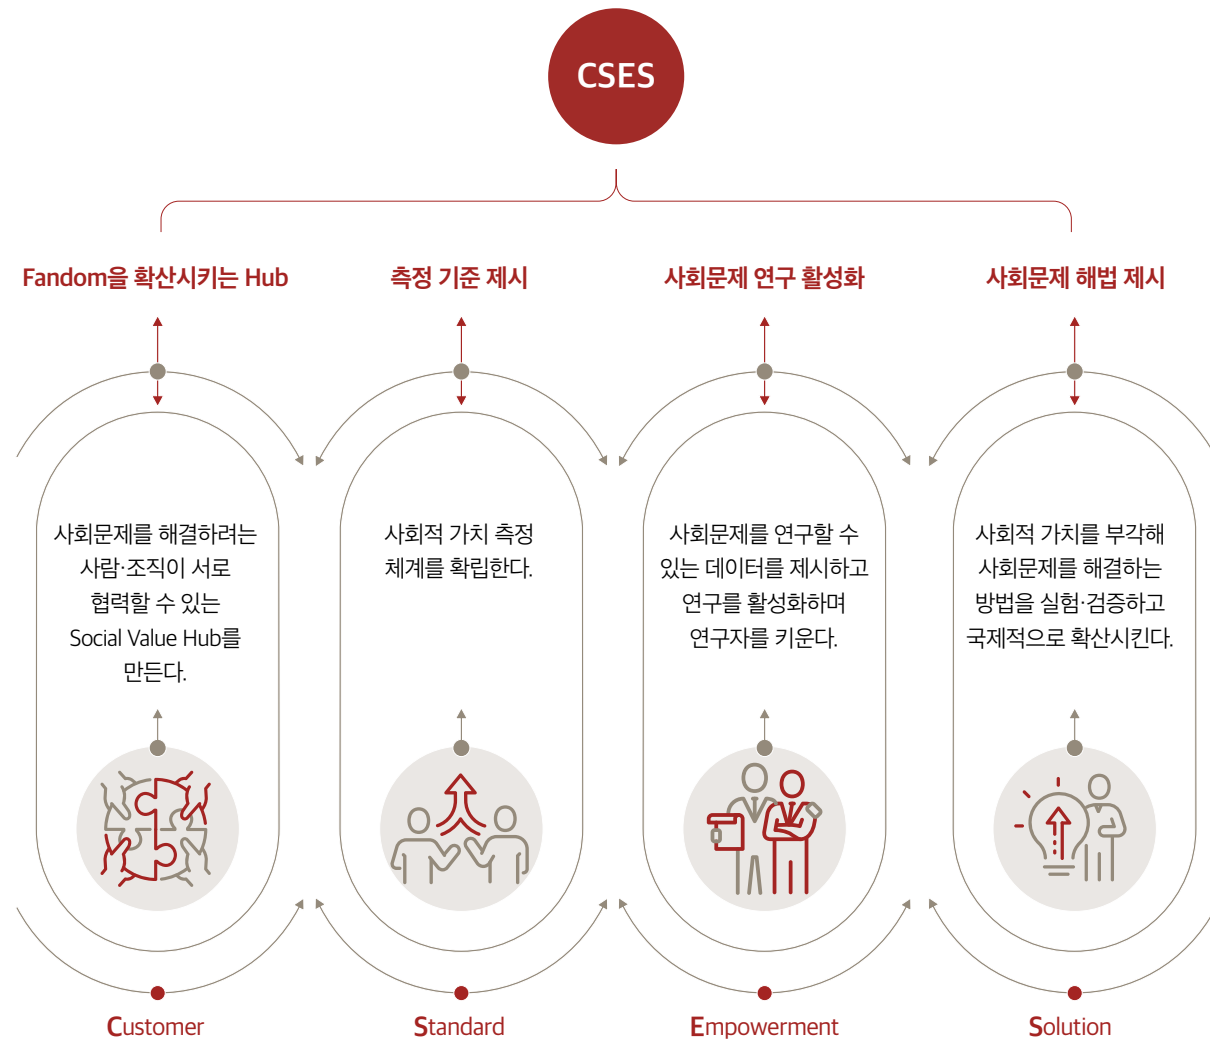 CSES
Fandom을 확산시키는 Hub
측정 기준 제시
사회문제 연구 활성화
사회문제 해법 제시
사회문제를 해결하려는
사람·조직이 서로
협력할 수 있는
Social Value Hub를
만든다.
사회적 가치 측정
체계를 확립한다.
사회문제를 연구할 수
있는 데이터를 제시하고
연구를 활성화하며
연구자를 키운다.
사회적 가치를 부각해
사회문제를 해결하는
방법을 실험·검증하고
국제적으로 확산시킨다.
Customer
Standard
Empowerment
Solution